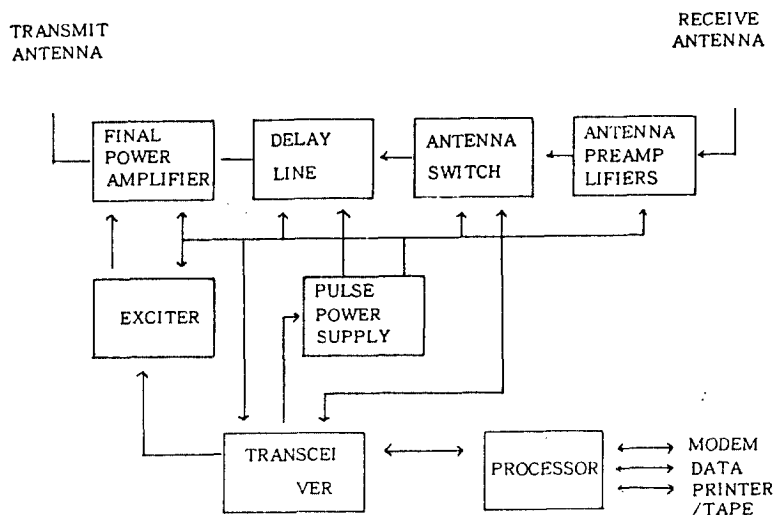 TRANSMIT
ANTENNA
RECEIVE
ANTENNA
FINAL
POWER
AMPLIFIER
DELAY
LINE
ANTENNA
SWITCH
ANTENNA
PREAMP
LIFIERS
EXCITER
PULSE
POWER
SUPPLY
TRANSCEI
VER
PROCESSOR
MODEM
DATA
PRINTER
/TAPE